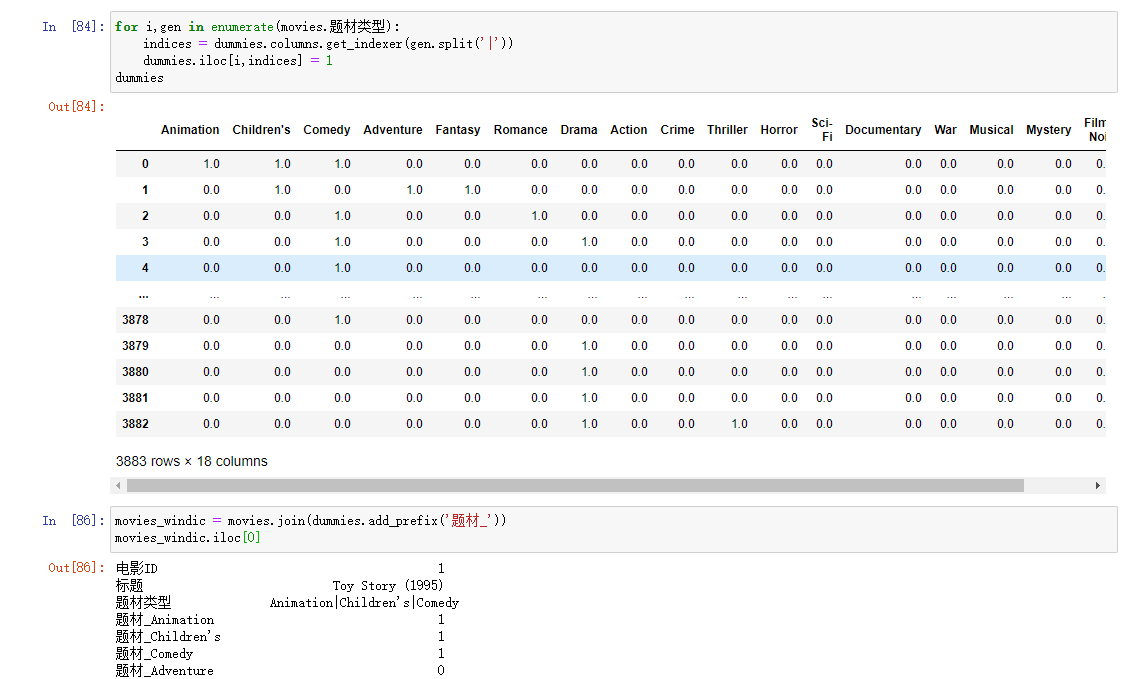 In [84]: for i,gen in enumerate(movies.题材类型):
indices = dummies.columns.get_indexer(gen.split('|'))
dummies.iloc[i,indices] = 1
dummies
Out[84]:
Animation Children's Comedy Adventure Fantasy Romance Drama Action Crime Thriller Horror Sci-Fi Documentary War Musical Mystery Film Noi
0 1.0 1.0 1.0 0.0 0.0 0.0 0.0 0.0 0.0 0.0 0.0 0.0 0.0 0.0 0.0 0.0 0.
1 0.0 1.0 0.0 1.0 1.0 0.0 0.0 0.0 0.0 0.0 0.0 0.0 0.0 0.0 0.0 0.0 0.
2 0.0 0.0 1.0 0.0 0.0 1.0 0.0 0.0 0.0 0.0 0.0 0.0 0.0 0.0 0.0 0.0 0.
3 0.0 0.0 1.0 0.0 0.0 0.0 1.0 0.0 0.0 0.0 0.0 0.0 0.0 0.0 0.0 0.0 0.
4 0.0 0.0 1.0 0.0 0.0 0.0 0.0 0.0 0.0 0.0 0.0 0.0 0.0 0.0 0.0 0.0 0.
... ... ... ... ... ... ... ... ... ... ... ... ... ... ... ... ... .
3878 0.0 0.0 1.0 0.0 0.0 0.0 0.0 0.0 0.0 0.0 0.0 0.0 0.0 0.0 0.0 0.0 0.
3879 0.0 0.0 0.0 0.0 0.0 0.0 1.0 0.0 0.0 0.0 0.0 0.0 0.0 0.0 0.0 0.0 0.
3880 0.0 0.0 0.0 0.0 0.0 0.0 1.0 0.0 0.0 0.0 0.0 0.0 0.0 0.0 0.0 0.0 0.
3881 0.0 0.0 0.0 0.0 0.0 0.0 1.0 0.0 0.0 0.0 0.0 0.0 0.0 0.0 0.0 0.0 0.
3882 0.0 0.0 0.0 0.0 0.0 0.0 1.0 0.0 0.0 1.0 0.0 0.0 0.0 0.0 0.0 0.0 0.
3883 rows × 18 columns
In [86]: movies_windic = movies.join(dummies.add_prefix('题材_'))
movies_windic.iloc[0]
Out[86]: 电影ID 1
标题 Toy Story (1995)
题材类型 Animation|Children's|Comedy
题材_Animation 1
题材_Children's 1
题材_Comedy 1
题材_Adventure 0